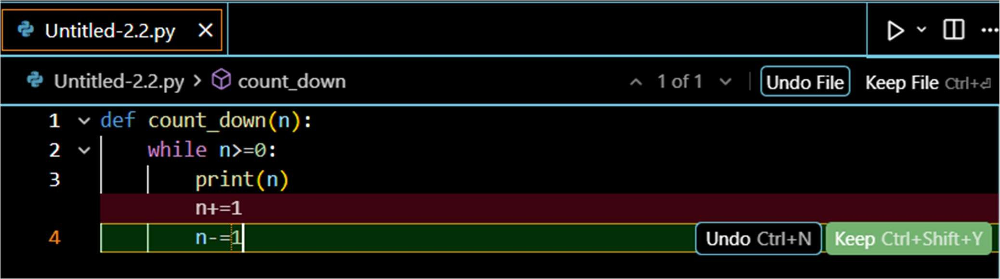 Untitled-2.2.py
Untitled-2.2.py > count_down 1 of 1 Undo File Keep File Ctrl+⏎
1 def count_down(n):
2     while n>=0:
3         print(n)
        n+=1
4         n-=1 Undo Ctrl+N Keep Ctrl+Shift+Y